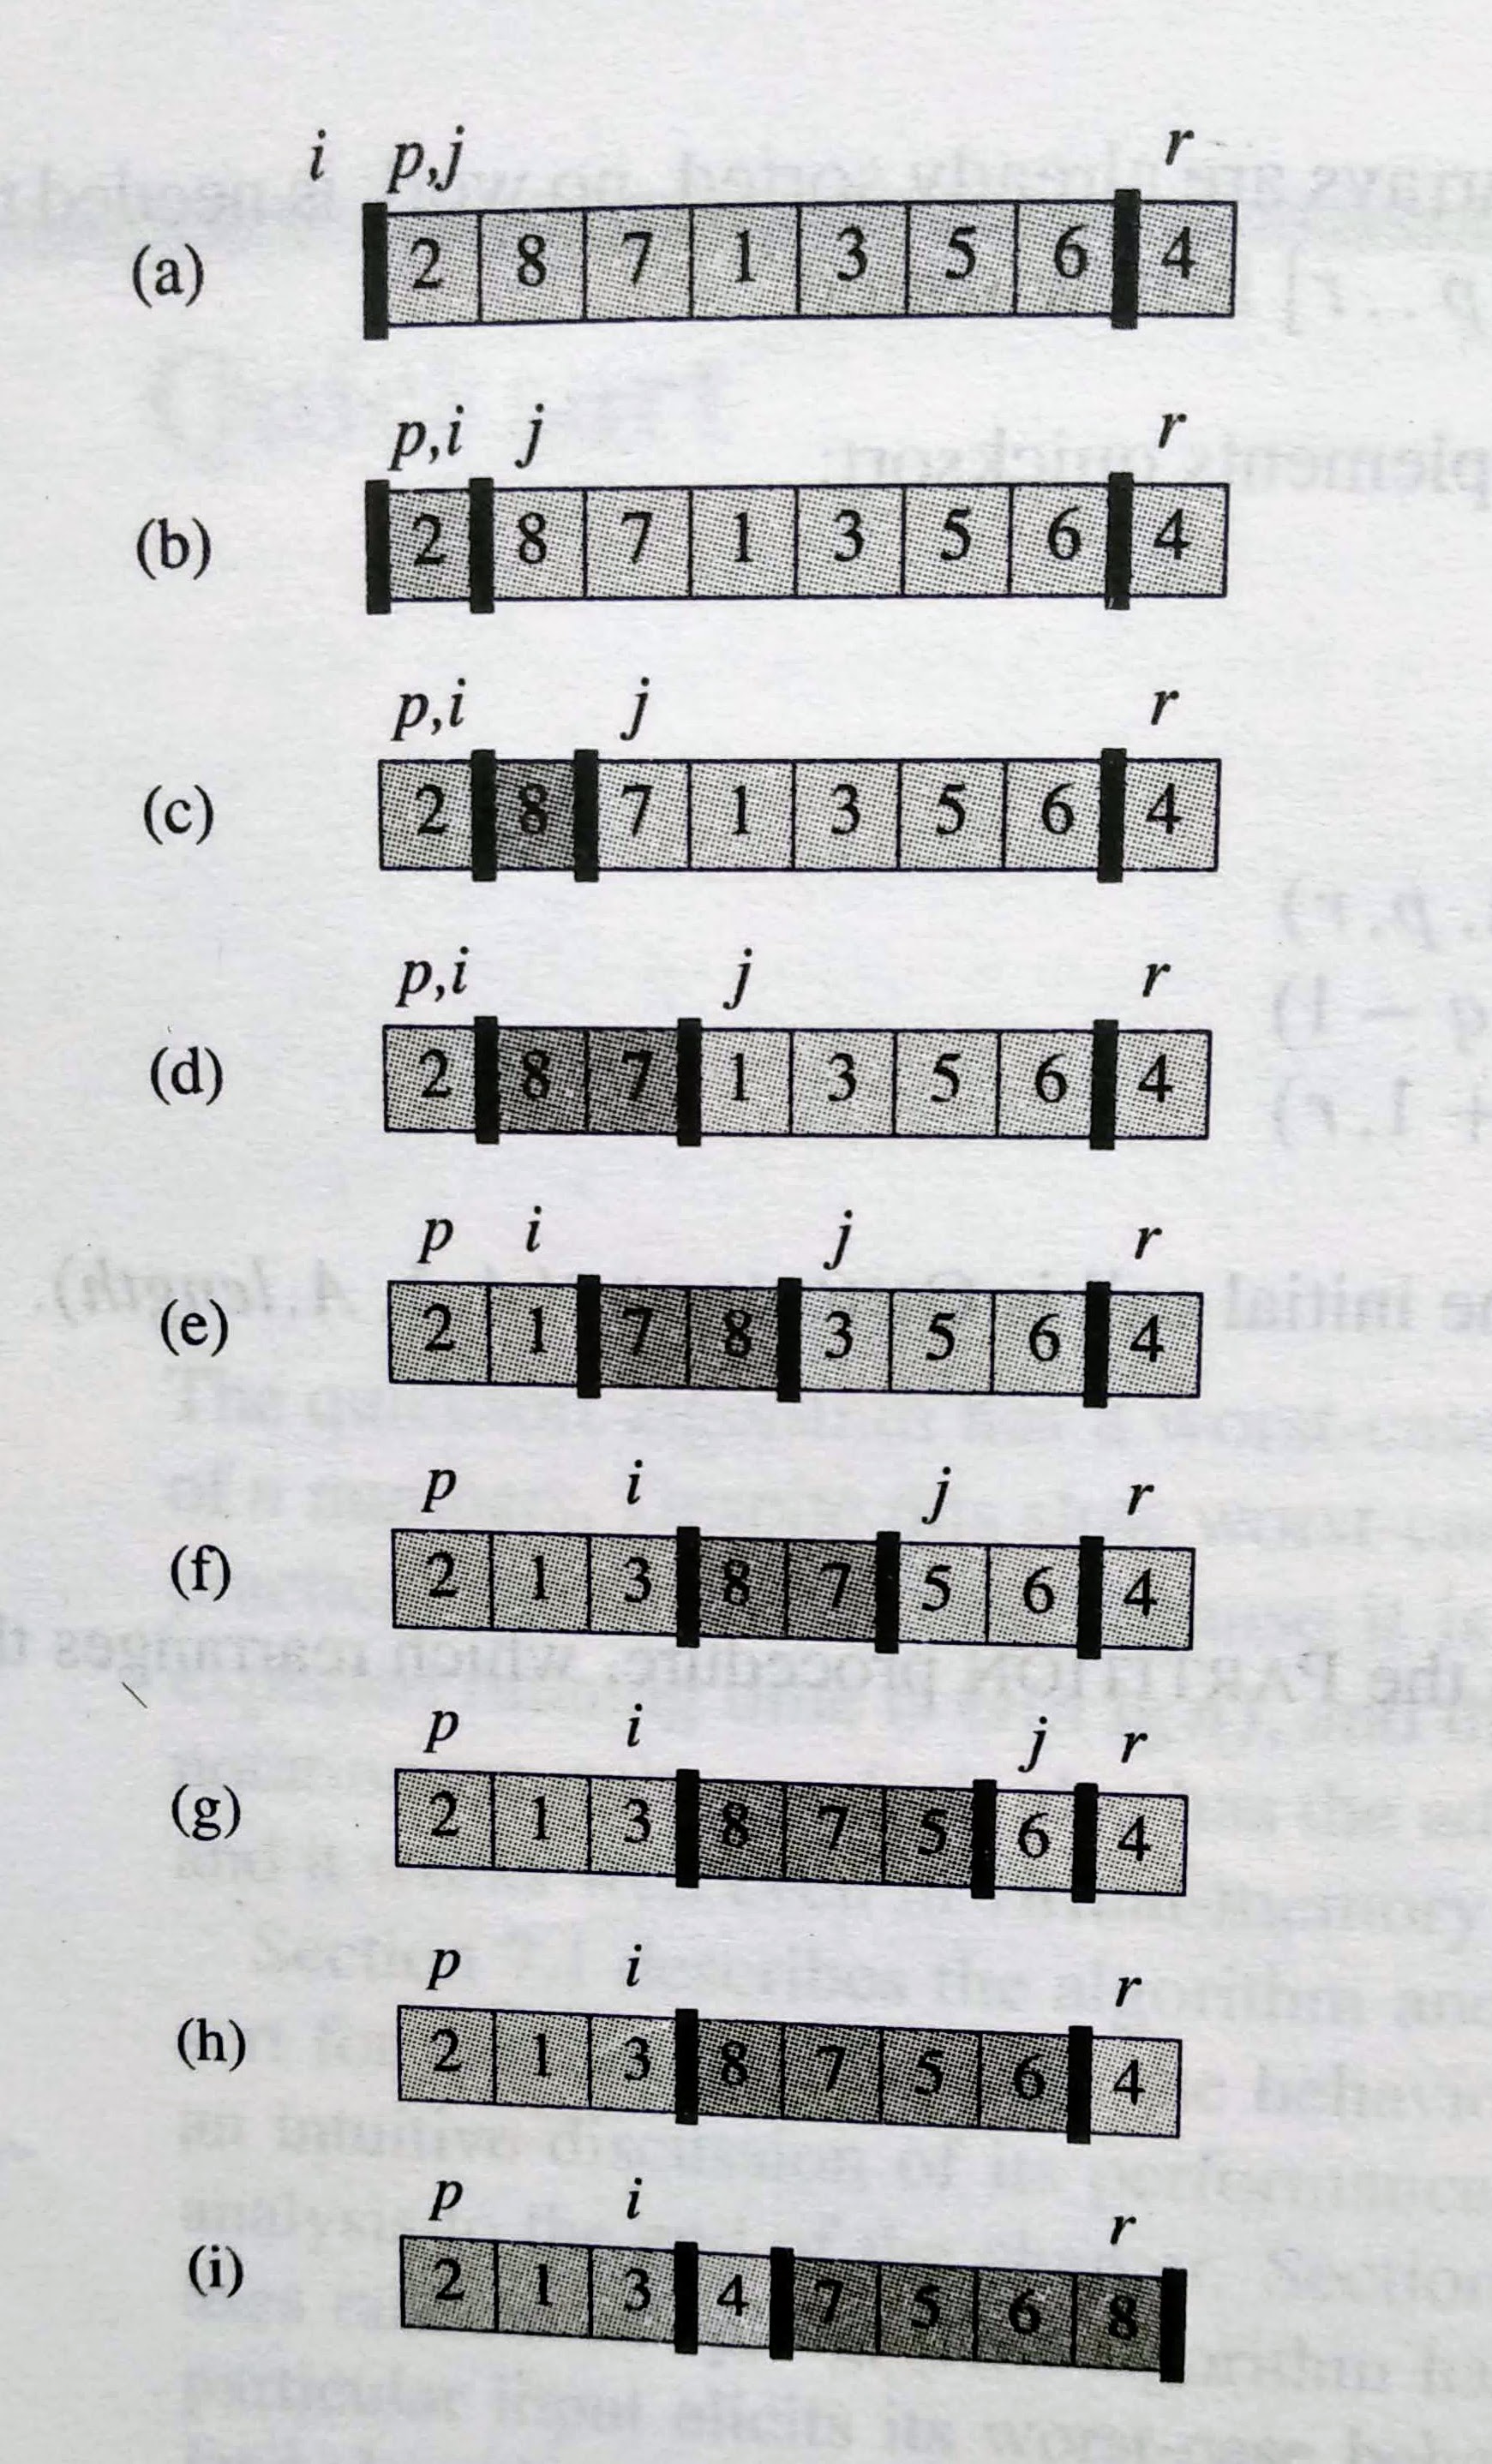 i p,j r
(a) 2 8 7 1 3 5 6 4
p,i j r
(b) 2 8 7 1 3 5 6 4
p,i j r
(c) 2 8 7 1 3 5 6 4
p,i j r
(d) 2 8 7 1 3 5 6 4
p i j r
(e) 2 1 7 8 3 5 6 4
p i j r
(f) 2 1 3 8 7 5 6 4
p i j r
(g) 2 1 3 8 7 5 6 4
p i r
(h) 2 1 3 8 7 5 6 4
p i r
(i) 2 1 3 4 7 5 6 8